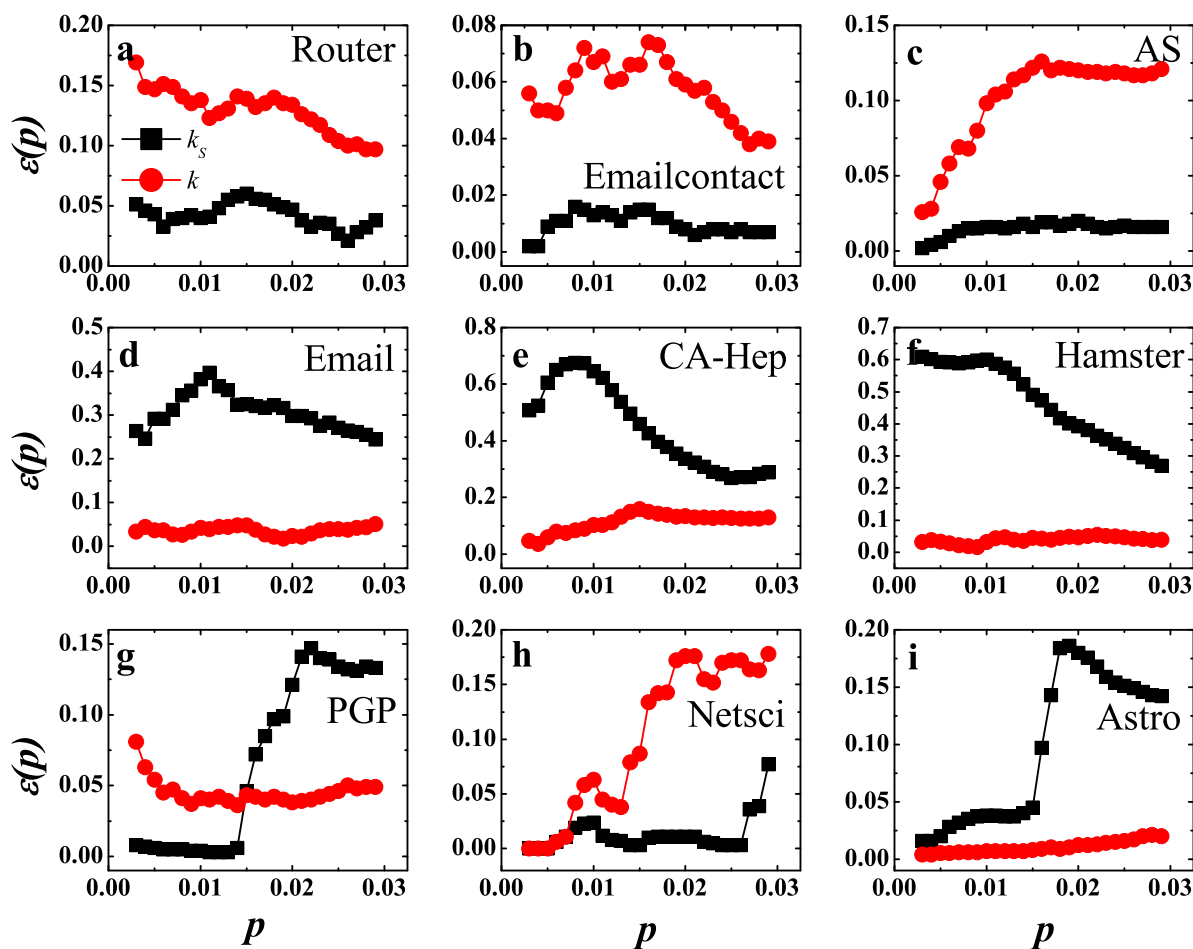 a Router
ε(p)
0.20
0.15
0.10
0.05
0.00
k_S
k
0.00 0.01 0.02 0.03
b
Emailcontact
0.08
0.06
0.04
0.02
0.00
0.00 0.01 0.02 0.03
c AS
0.15
0.10
0.05
0.00
0.00 0.01 0.02 0.03
d Email
ε(p)
0.5
0.4
0.3
0.2
0.1
0.0
0.00 0.01 0.02 0.03
e CA-Hep
0.8
0.6
0.4
0.2
0.0
0.00 0.01 0.02 0.03
f Hamster
0.7
0.6
0.5
0.4
0.3
0.2
0.1
0.0
0.00 0.01 0.02 0.03
g
PGP
ε(p)
0.15
0.10
0.05
0.00
0.00 0.01 0.02 0.03
p
h
Netsci
0.20
0.15
0.10
0.05
0.00
0.00 0.01 0.02 0.03
p
i
Astro
0.20
0.15
0.10
0.05
0.00
0.00 0.01 0.02 0.03
p